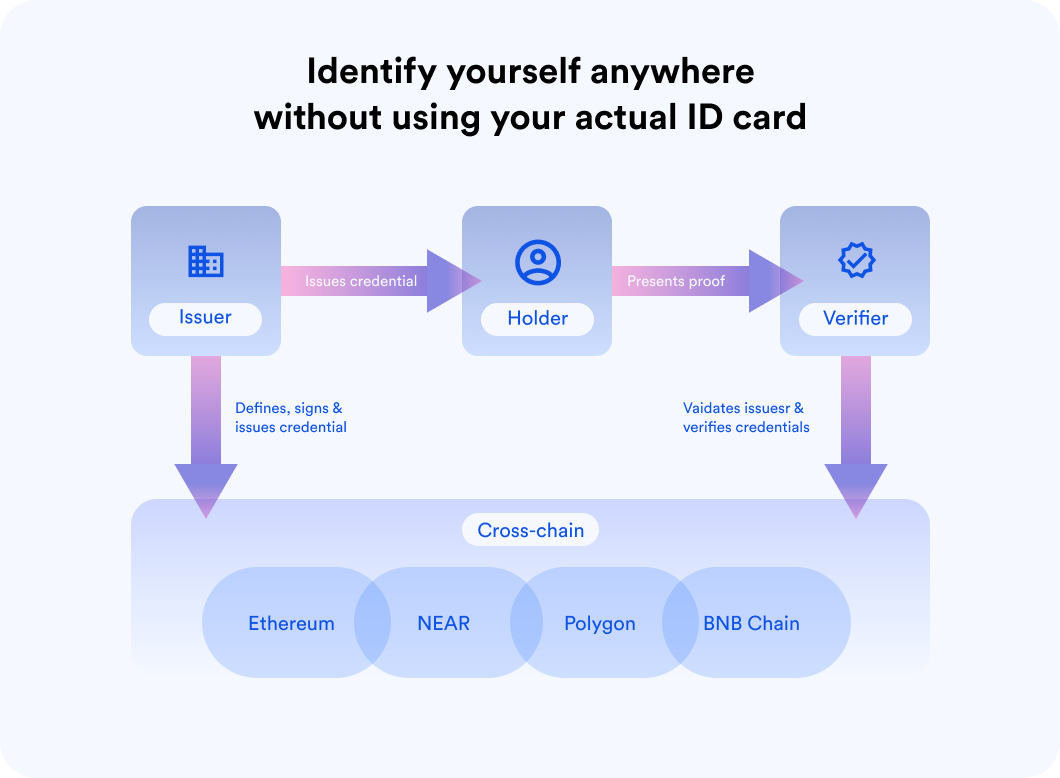 Identify yourself anywhere
without using your actual ID card
Issuer
Issues credential
Holder
Presents proof
Verifier
Defines, signs &
issues credential
Vaidates issuesr &
verifies credentials
Cross-chain
Ethereum
NEAR
Polygon
BNB Chain